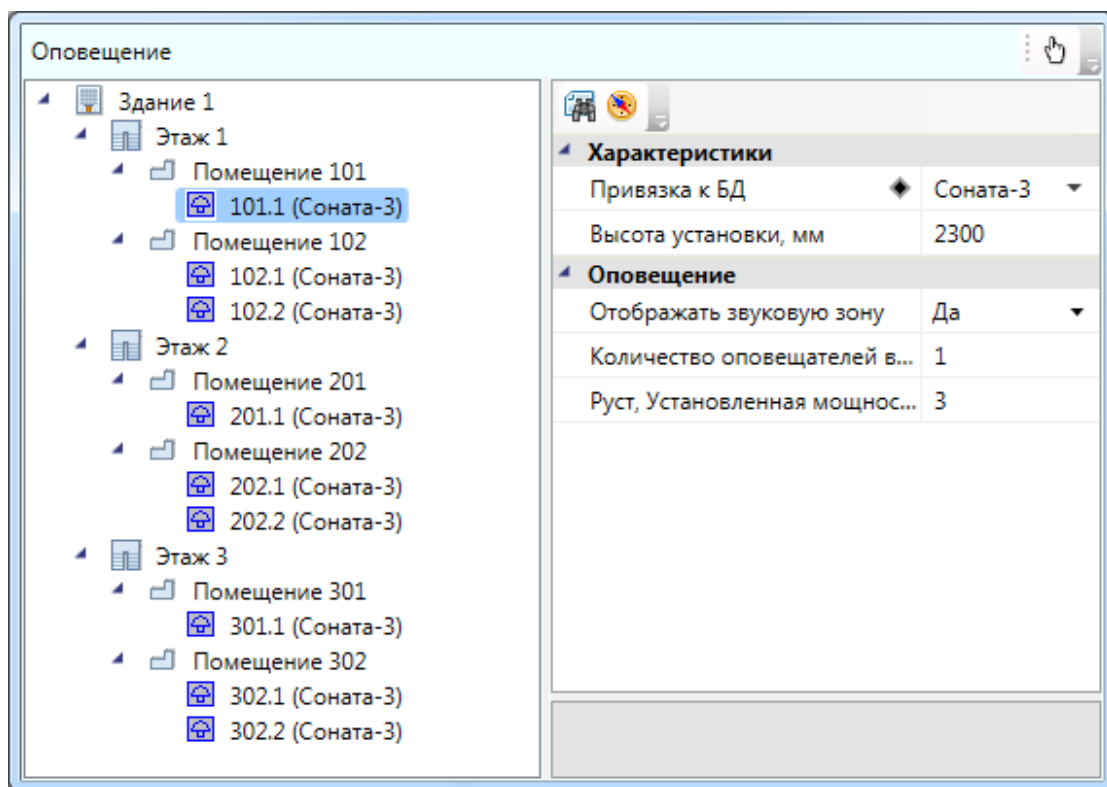 Оповещение
Здание 1
Этаж 1
Помещение 101
101.1 (Соната-3)
Помещение 102
102.1 (Соната-3)
102.2 (Соната-3)
Этаж 2
Помещение 201
201.1 (Соната-3)
Помещение 202
202.1 (Соната-3)
202.2 (Соната-3)
Этаж 3
Помещение 301
301.1 (Соната-3)
Помещение 302
302.1 (Соната-3)
302.2 (Соната-3)
Характеристики
Привязка к БД Соната-3
Высота установки, мм 2300
Оповещение
Отображать звуковую зону Да
Количество оповещателей в... 1
Руст, Установленная мощнос... 3